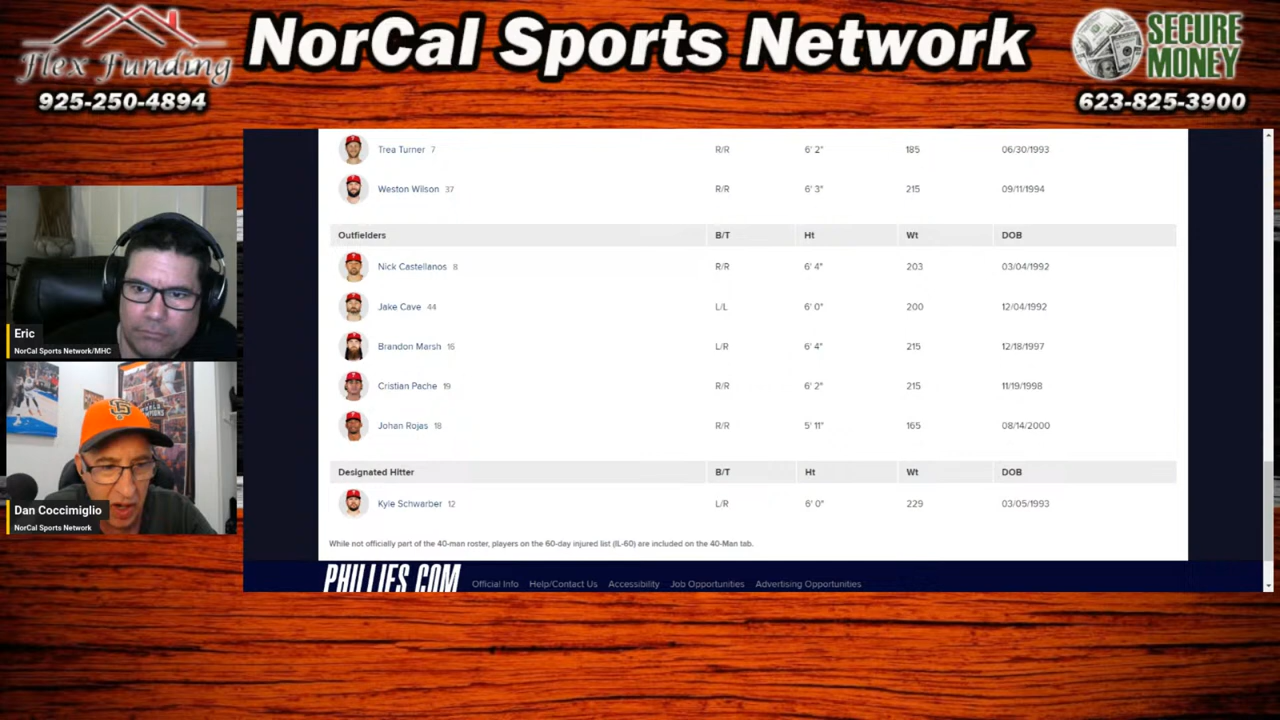 Flex Funding
925-250-4894
NorCal Sports Network
SECURE
MONEY
623-825-3900
Trea Turner 7 R/R 6' 2" 185 06/30/1993
Weston Wilson 37 R/R 6' 3" 215 09/11/1994
Outfielders B/T Ht Wt DOB
Nick Castellanos 8 R/R 6' 4" 203 03/04/1992
Jake Cave 44 L/L 6' 0" 200 12/04/1992
Brandon Marsh 16 L/R 6' 4" 215 12/18/1997
Cristian Pache 19 R/R 6' 2" 215 11/19/1998
Johan Rojas 18 R/R 5' 11" 165 08/14/2000
Designated Hitter B/T Ht Wt DOB
Kyle Schwarber 12 L/R 6' 0" 229 03/05/1993
While not officially part of the 40-man roster, players on the 60-day injured list (IL-60) are included on the 40-Man tab.
PHILLIES.COM Official Info Help/Contact Us Accessibility Job Opportunities Advertising Opportunities
Eric
NorCal Sports Network/MHC
SF
WORLD
CHAMPIONS
Dan Coccimiglio
NorCal Sports Network